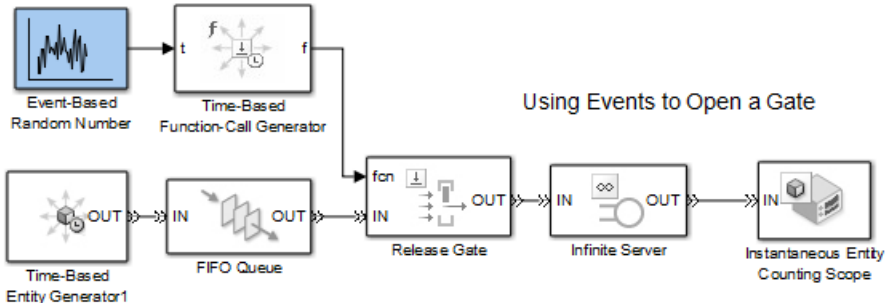 t
f
Event-Based
Random Number
Time-Based
Function-Call Generator
Using Events to Open a Gate
OUT
IN
OUT
fcn
IN
OUT
IN
OUT
IN
Time-Based
Entity Generator1
FIFO Queue
Release Gate
Infinite Server
Instantaneous Entity
Counting Scope